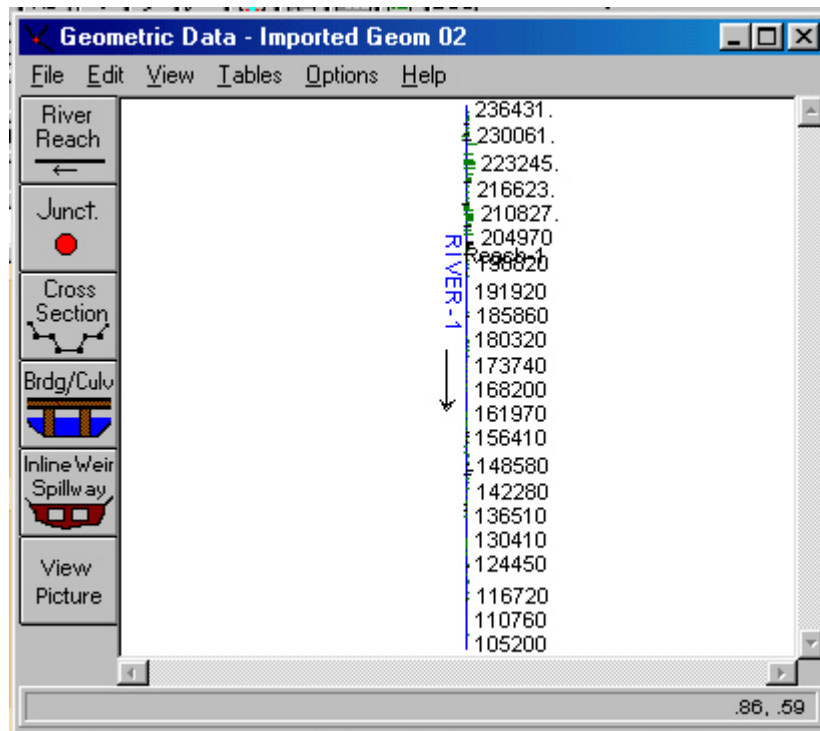 Geometric Data - Imported Geom 02
File Edit View Tables Options Help
River
Reach
Junct.
Cross
Section
Brdg/Culv
Inline Weir
Spillway
View
Picture
236431.
230061.
223245.
216623.
210827.
204970
Reach-1
RIVER-1
191920
185860
180320
173740
168200
161970
156410
148580
142280
136510
130410
124450
116720
110760
105200
.86, .59